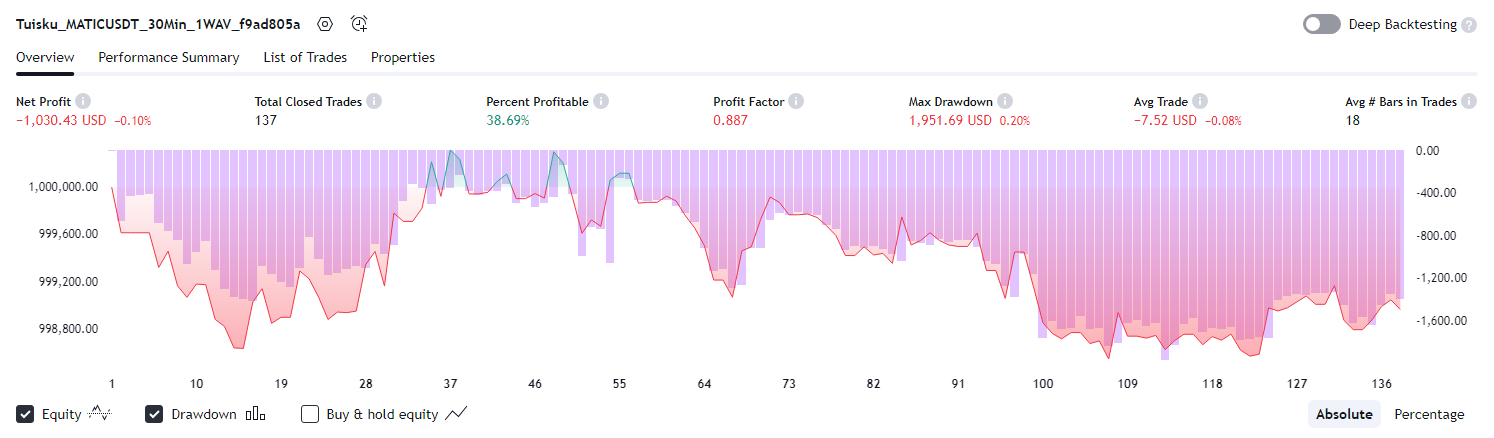 Tuisku_MATICUSDT_30Min_1WAV_f9ad805a
Deep Backtesting
Overview Performance Summary List of Trades Properties
Net Profit Total Closed Trades Percent Profitable Profit Factor Max Drawdown Avg Trade Avg # Bars in Trades
−1,030.43 USD −0.10% 137 38.69% 0.887 1,951.69 USD 0.20% −7.52 USD −0.08% 18
1,000,000.00
999,600.00
999,200.00
998,800.00
0.00
-400.00
-800.00
-1,200.00
-1,600.00
1 10 19 28 37 46 55 64 73 82 91 100 109 118 127 136
Equity Drawdown Buy & hold equity Absolute Percentage